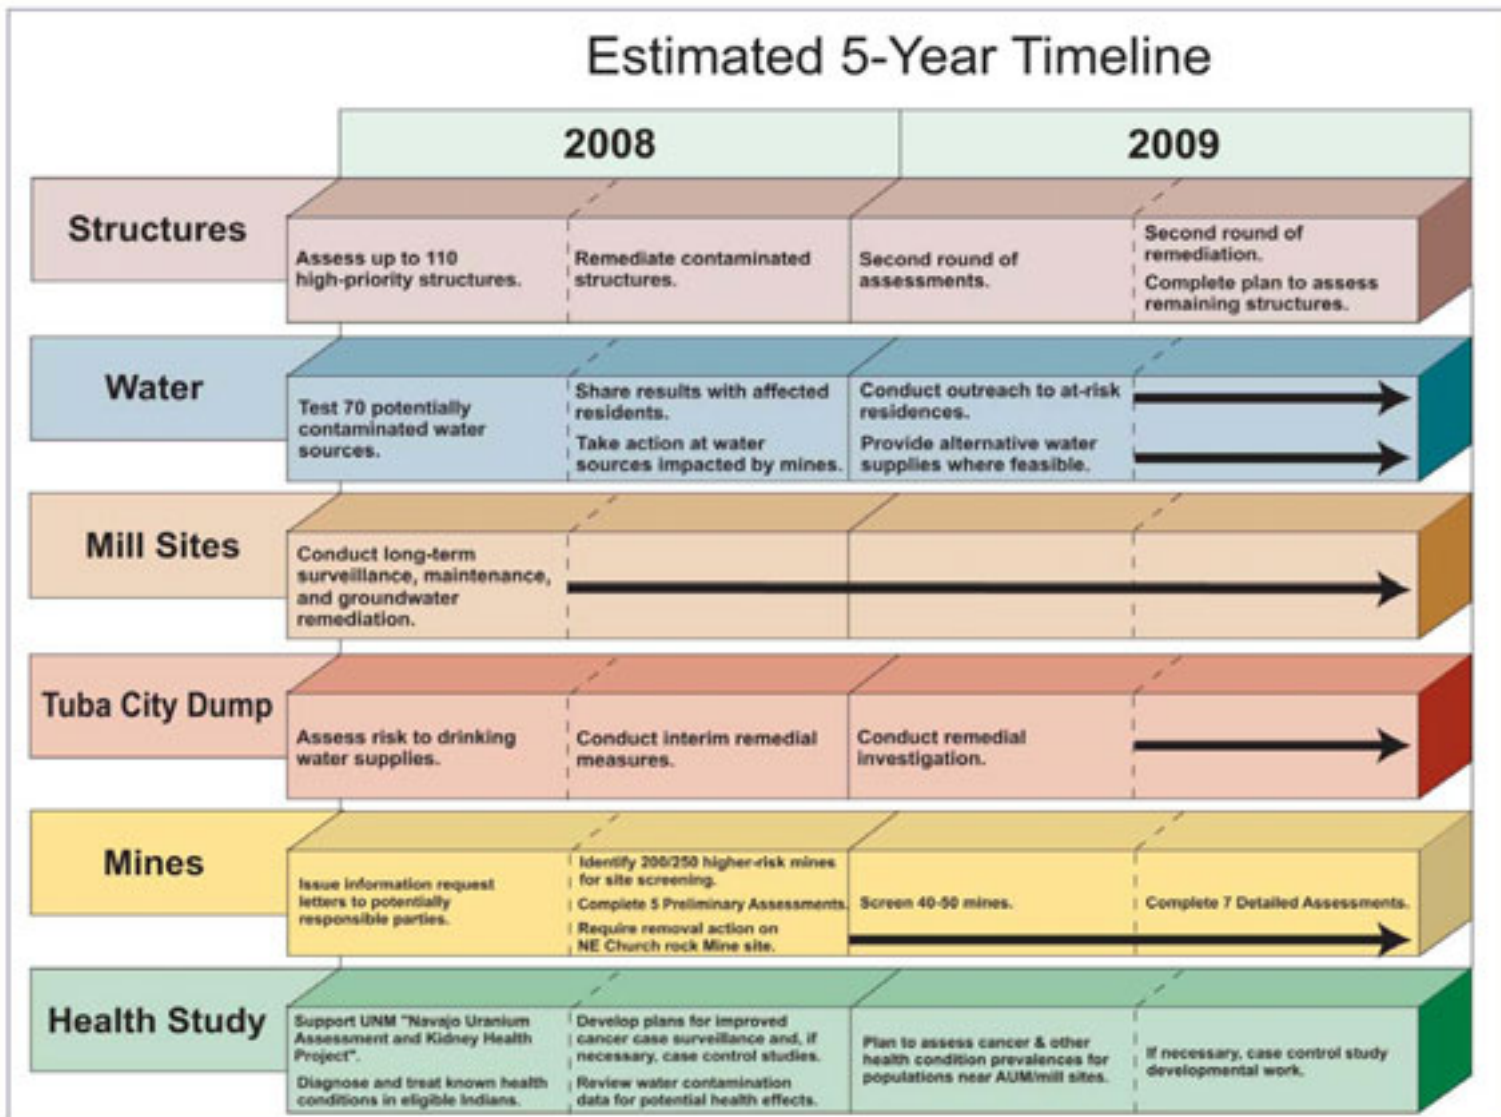 Estimated 5-Year Timeline
2008
2009
Structures
Assess up to 110
high-priority structures.
Remediate contaminated
structures.
Second round of
assessments.
Second round of
remediation.
Complete plan to assess
remaining structures.
Water
Test 70 potentially
contaminated water
sources.
Share results with affected
residents.
Take action at water
sources impacted by mines.
Conduct outreach to at-risk
residences.
Provide alternative water
supplies where feasible.
Mill Sites
Conduct long-term
surveillance, maintenance,
and groundwater
remediation.
Tuba City Dump
Assess risk to drinking
water supplies.
Conduct interim remedial
measures.
Conduct remedial
investigation.
Mines
Issue information request
letters to potentially
responsible parties.
Identify 200/250 higher-risk mines
for site screening.
Complete 5 Preliminary Assessments.
Require removal action on
NE Church rock Mine site.
Screen 40-50 mines.
Complete 7 Detailed Assessments.
Health Study
Support UNM "Navajo Uranium
Assessment and Kidney Health
Project".
Diagnose and treat known health
conditions in eligible Indians.
Develop plans for improved
cancer case surveillance and, if
necessary, case control studies.
Review water contamination
data for potential health effects.
Plan to assess cancer & other
health condition prevalences for
populations near AUM/mill sites.
If necessary, case control study
developmental work.